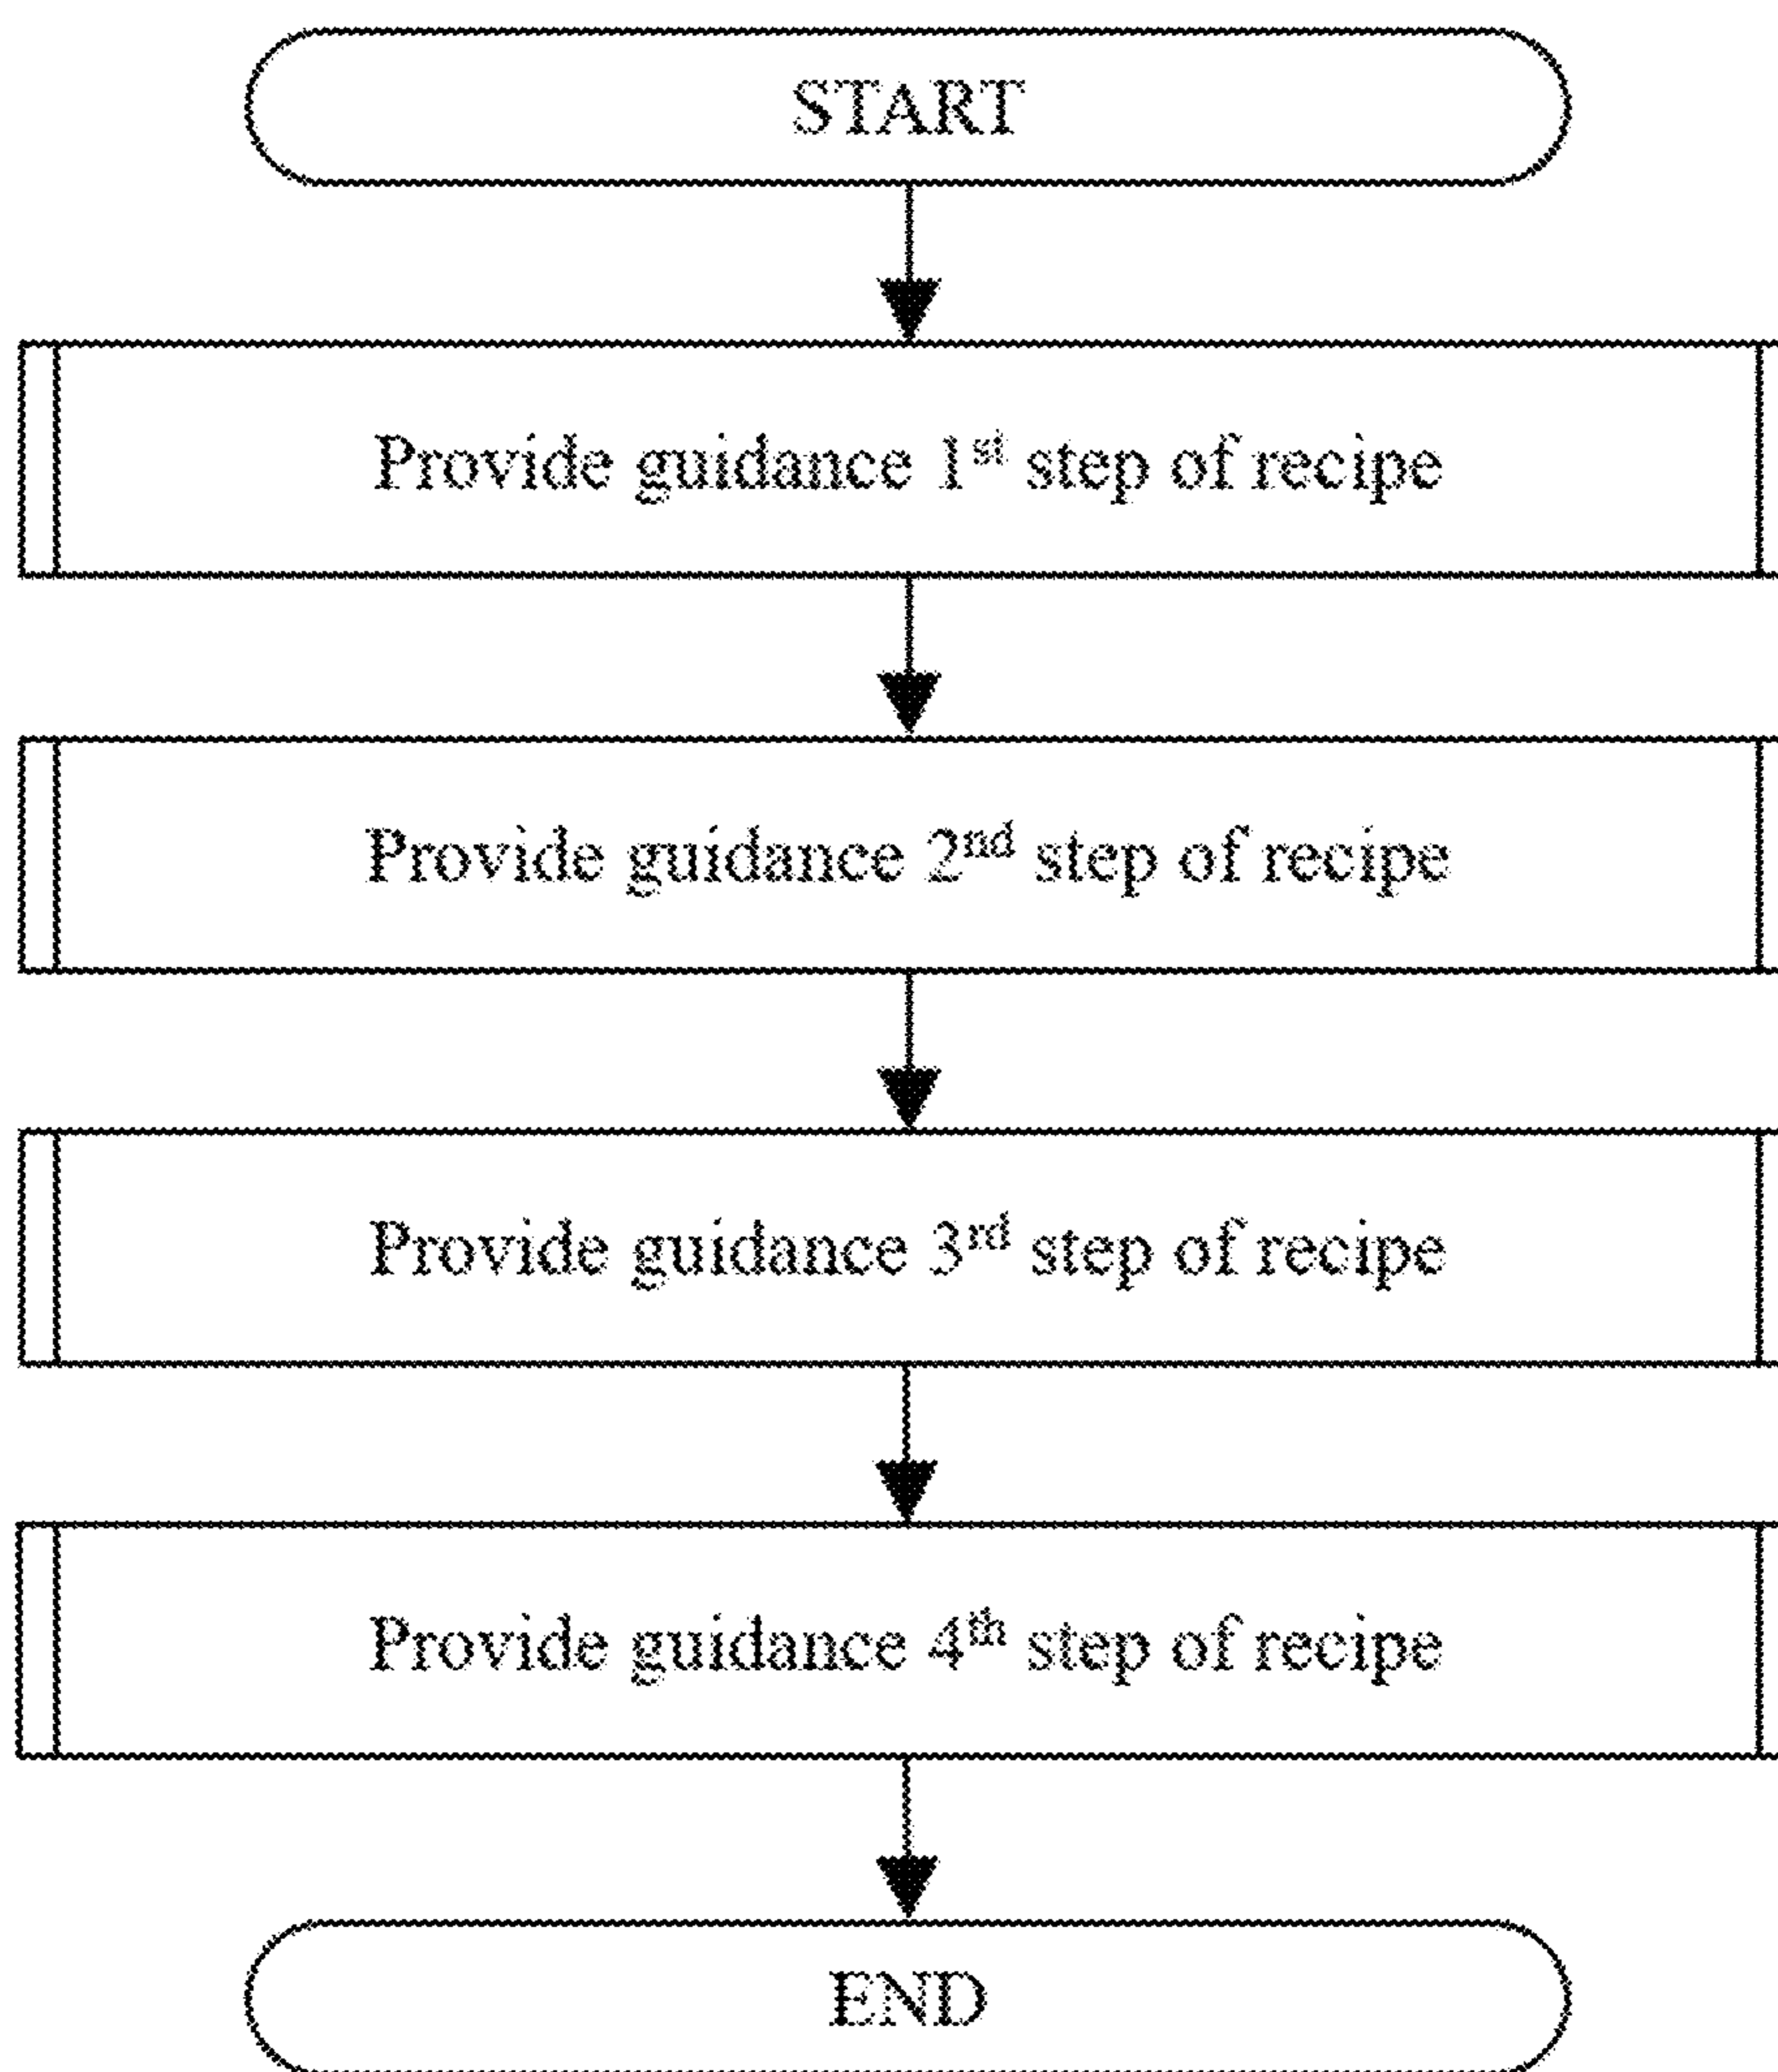 START
Provide guidance 1st step of recipe
Provide guidance 2nd step of recipe
Provide guidance 3rd step of recipe
Provide guidance 4th step of recipe
END